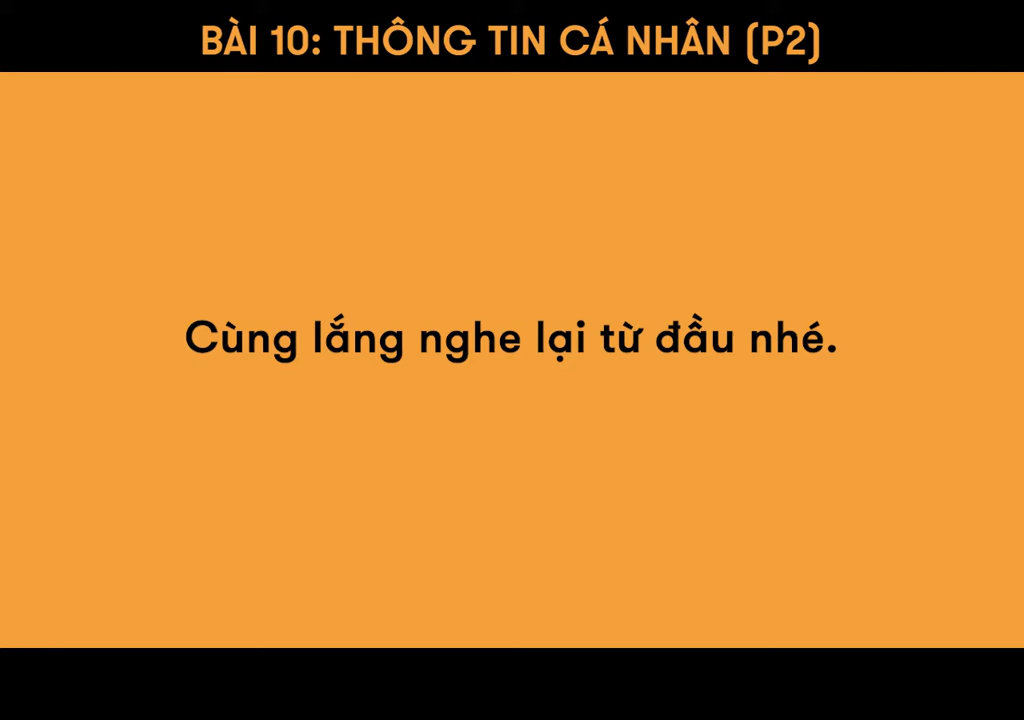 BÀI 10: THÔNG TIN CÁ NHÂN (P2)
Cùng lắng nghe lại từ đầu nhé.